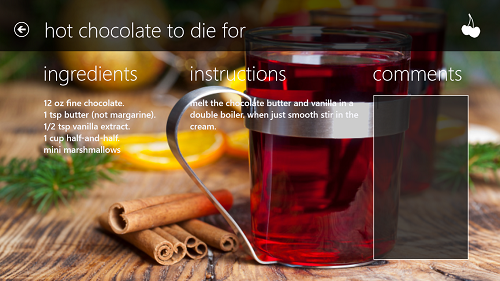 hot chocolate to die for
ingredients
12 oz fine chocolate.
1 tsp butter (not margarine).
1/2 tsp vanilla extract.
1 cup half-and-half.
mini marshmallows
instructions
melt the chocolate butter and vanilla in a
double boiler. when just smooth stir in the
cream.
comments